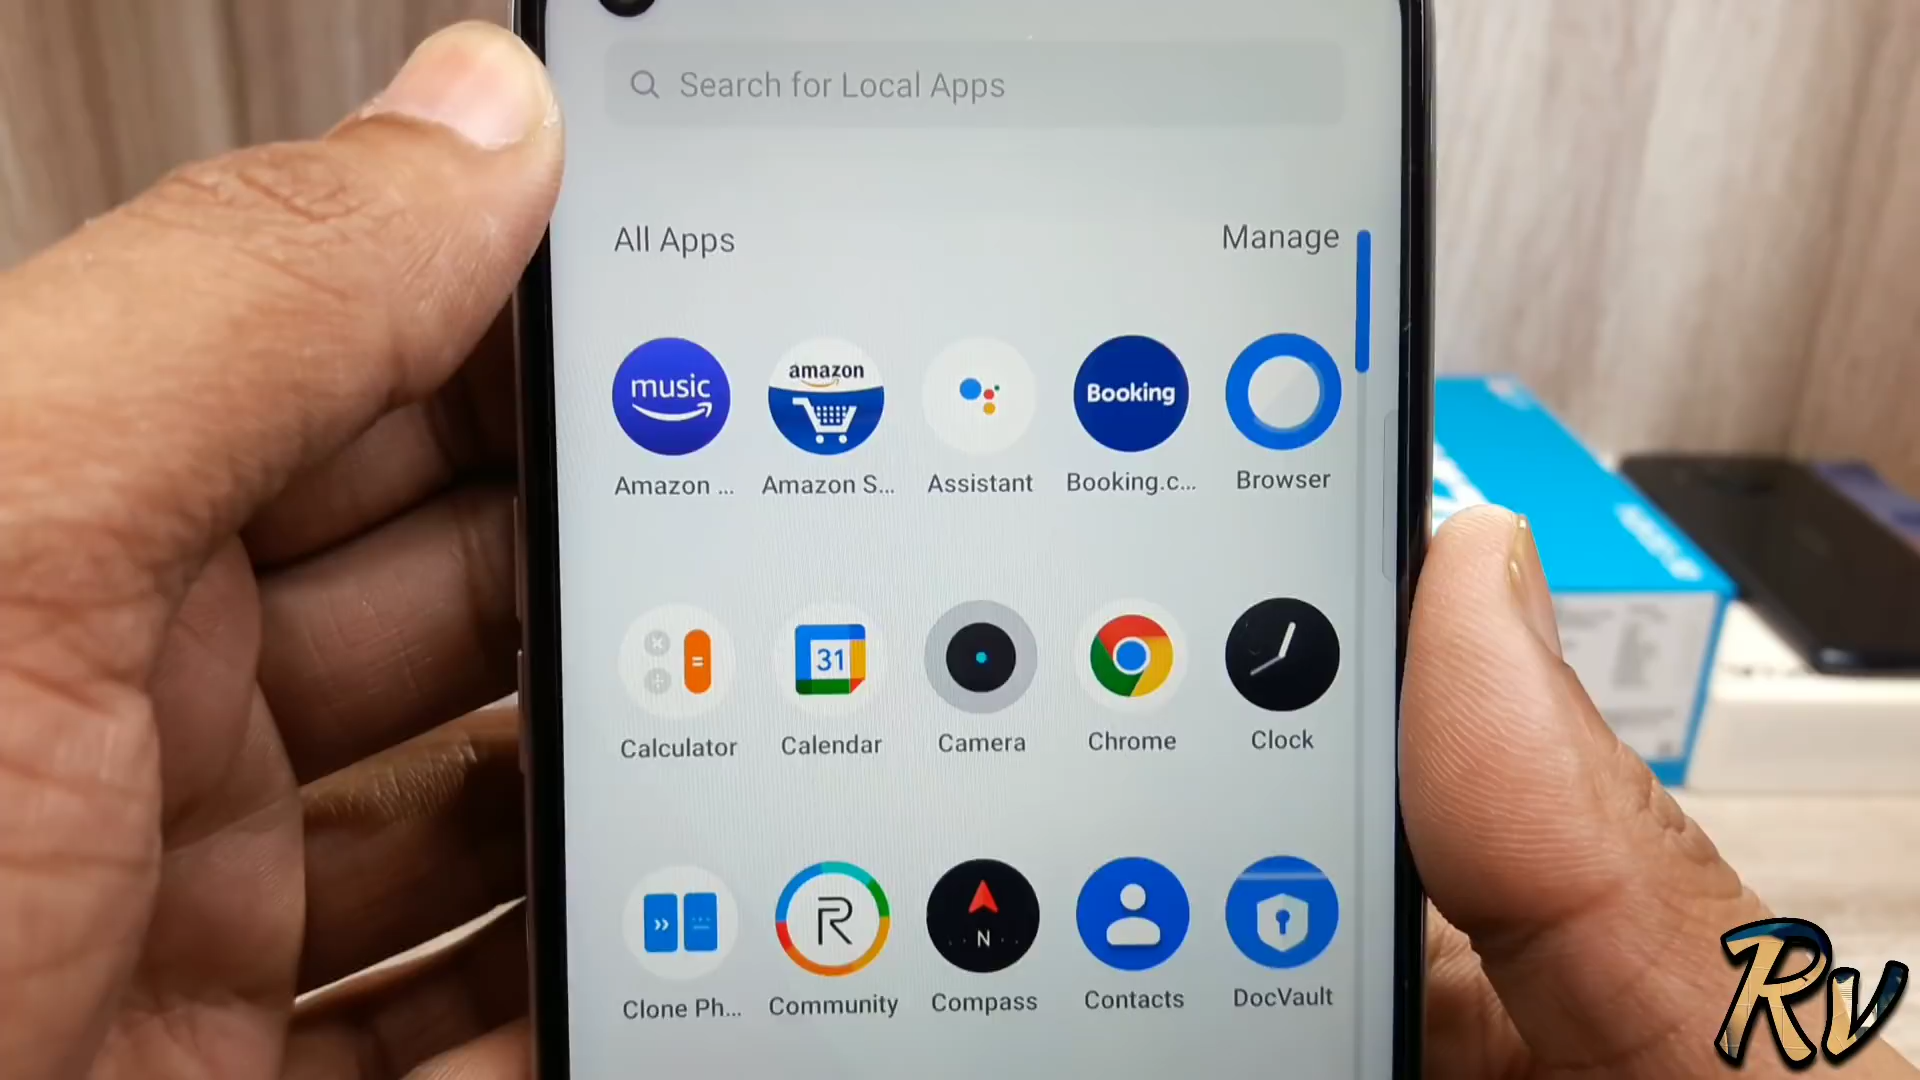 Search for Local Apps
All Apps
Manage
music
amazon
Booking
Amazon ...
Amazon S...
Assistant
Booking.c...
Browser
=
31
Calculator
Calendar
Camera
Chrome
Clock
R
N
Clone Ph...
Community
Compass
Contacts
DocVault
RV